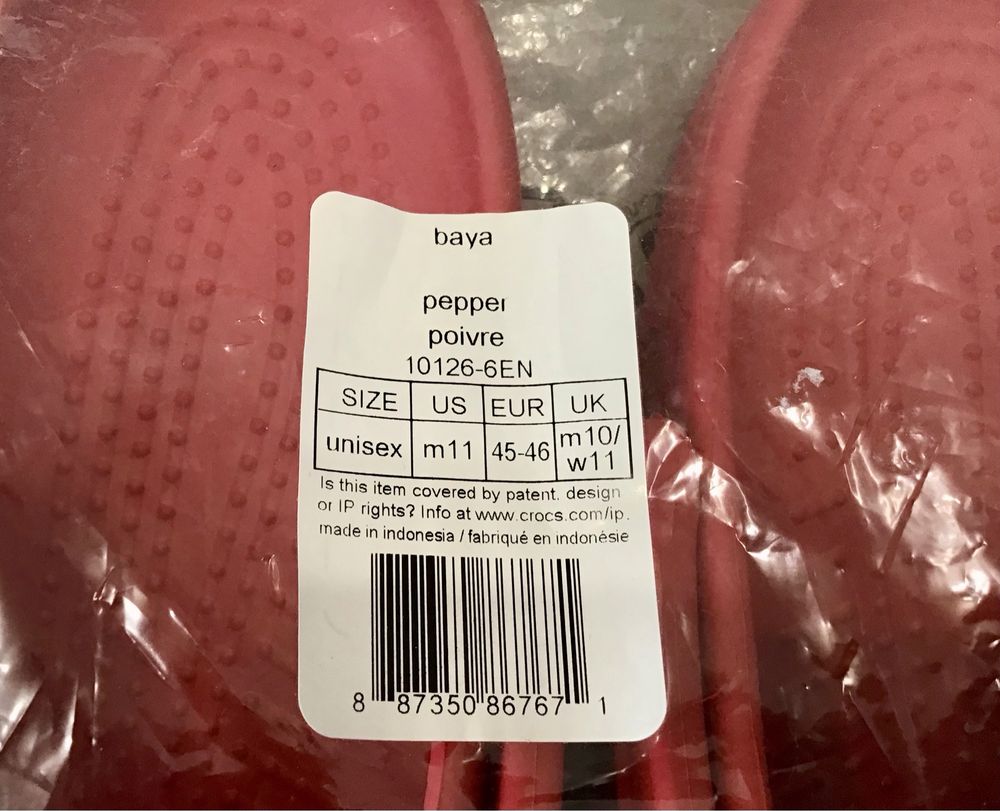 baya
pepper
poivre
10126-6EN
SIZE US EUR UK
unisex m11 45-46 m10/
w11
Is this item covered by patent. design
or IP rights? Info at www.crocs.com/ip.
made in indonesia / fabriqué en indonésie
8 87350 86767 1